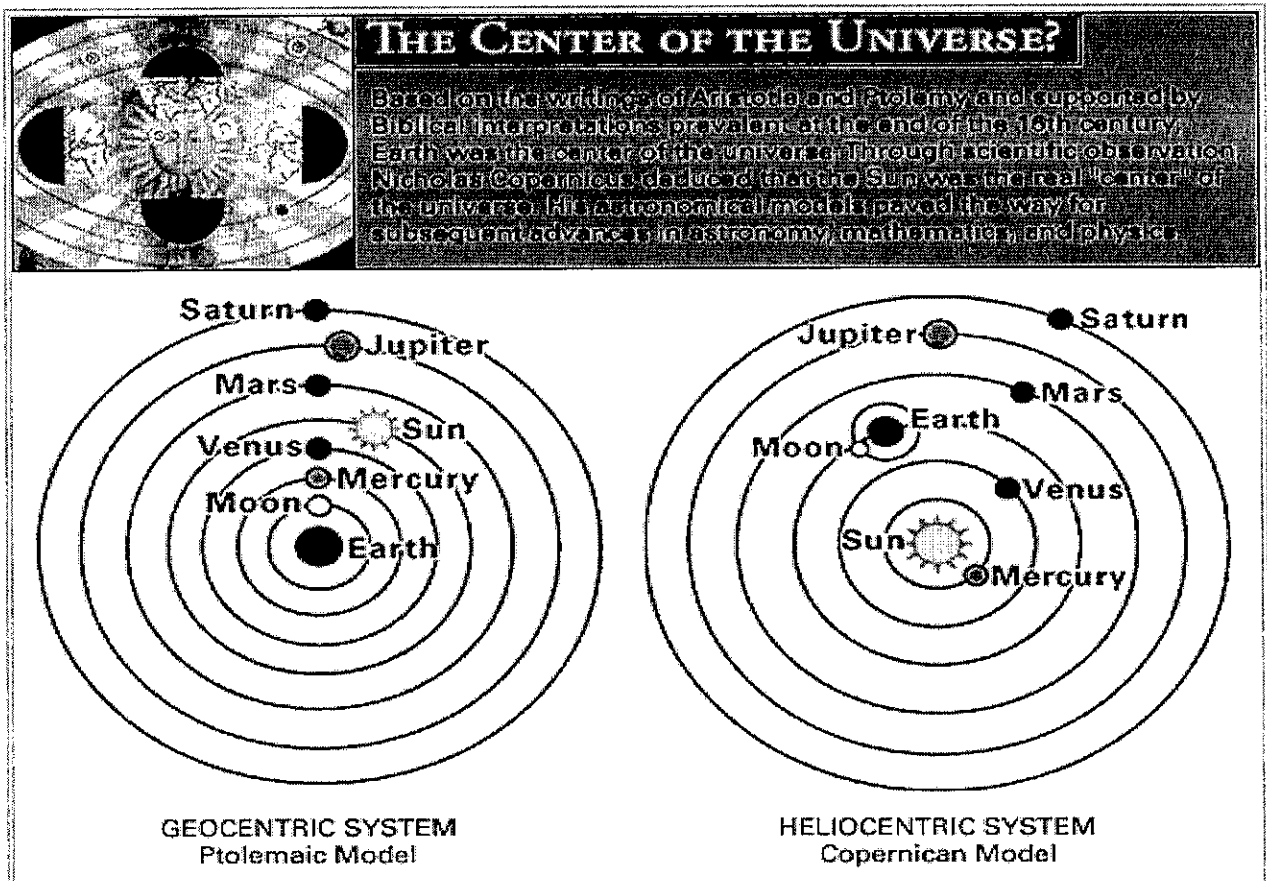 THE CENTER OF THE UNIVERSE?
Based on the writings of Aristotle and Ptolemy and supported by
Biblical interpretations prevalent at the end of the 16th century
Earth was the center of the universe. Through scientific observation
Nicholas Copernicus deduced that the Sun was the real "center" of
the universe. His astronomical models paved the way for
subsequent advances in astronomy, mathematics, and physics.
Saturn
Jupiter
Mars
Sun
Venus
Mercury
Moon
Earth
GEOCENTRIC SYSTEM
Ptolemaic Model
Saturn
Jupiter
Mars
Earth
Moon
Venus
Sun
Mercury
HELIOCENTRIC SYSTEM
Copernican Model